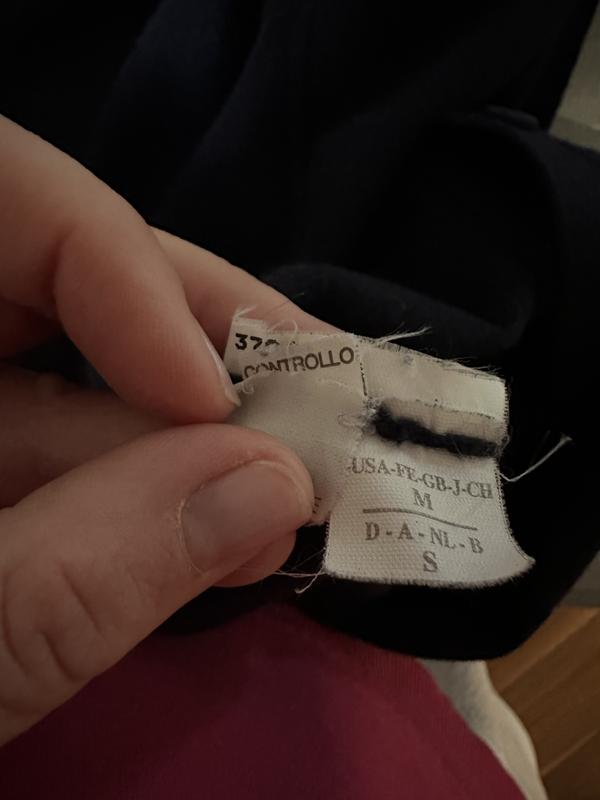 CONTROLLO
USA-FE-GB-J-CH
M
D - A - NL - B
S